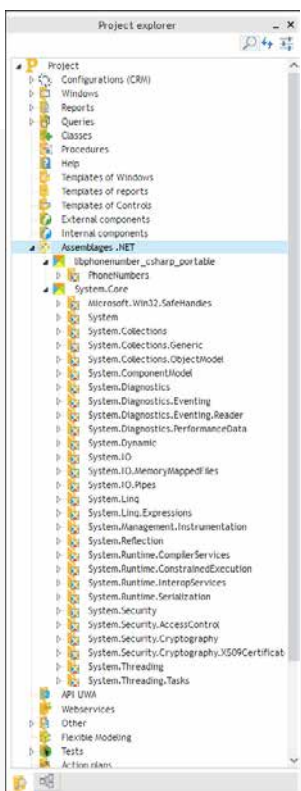 Project explorer
Project
Configurations (CRM)
Windows
Reports
Queries
Classes
Procedures
Help
Templates of Windows
Templates of reports
Templates of Controls
External components
Internal components
Assemblages .NET
libphonenumber_csharp_portable
PhoneNumbers
System.Core
Microsoft.Win32.SafeHandles
System
System.Collections
System.Collections.Generic
System.Collections.ObjectModel
System.ComponentModel
System.Diagnostics
System.Diagnostics.Eventing
System.Diagnostics.Eventing.Reader
System.Diagnostics.PerformanceData
System.Dynamic
System.IO
System.IO.MemoryMappedFiles
System.IO.Pipes
System.Linq
System.Linq.Expressions
System.Management.Instrumentation
System.Reflection
System.Runtime.CompilerServices
System.Runtime.ConstrainedExecution
System.Runtime.InteropServices
System.Runtime.Serialization
System.Security
System.Security.AccessControl
System.Security.Cryptography
System.Security.Cryptography.X509Certificat
System.Threading
System.Threading.Tasks
API UWA
Webservices
Other
Flexible Modeling
Tests
Action plans